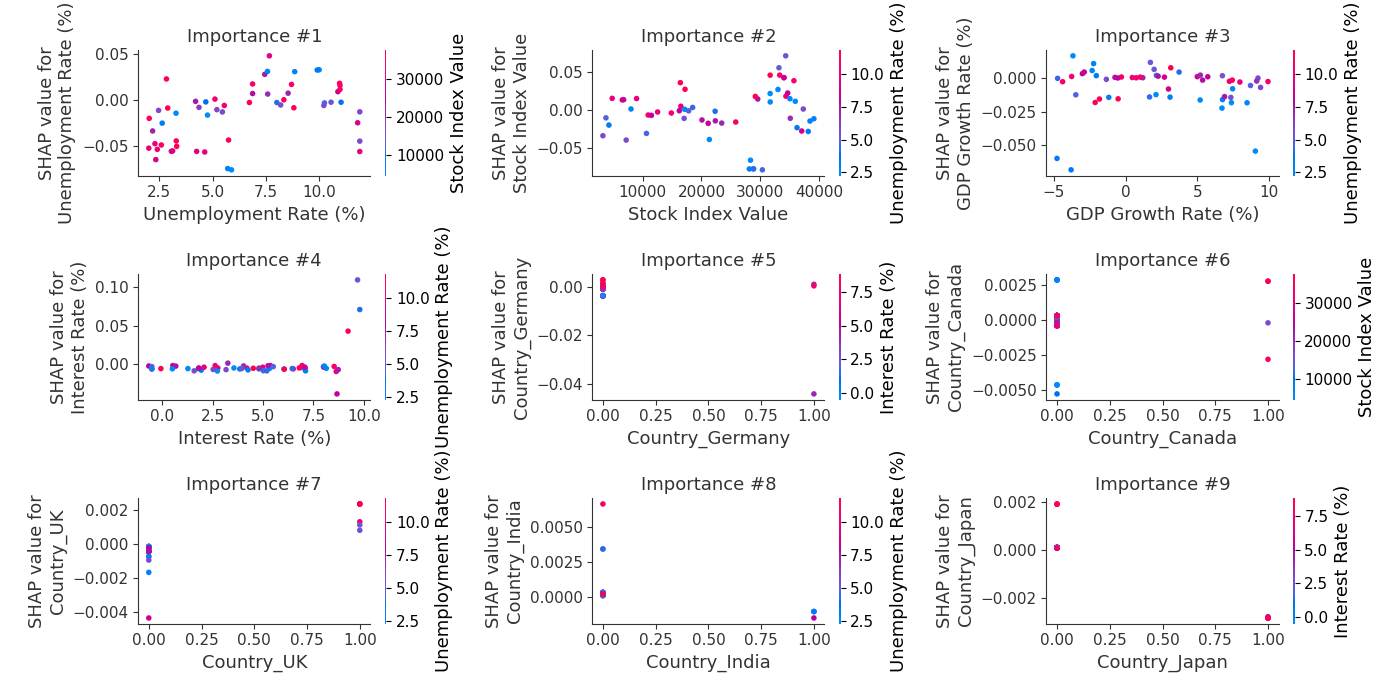 Importance #1
SHAP value for
Unemployment Rate (%)
0.05
0.00
−0.05
2.5
5.0
7.5
10.0
Unemployment Rate (%)
30000
20000
10000
Stock Index Value
Importance #2
SHAP value for
Stock Index Value
0.05
0.00
−0.05
10000
20000
30000
40000
Stock Index Value
10.0
7.5
5.0
2.5
Unemployment Rate (%)
Importance #3
SHAP value for
GDP Growth Rate (%)
0.000
−0.025
−0.050
−5
0
5
10
GDP Growth Rate (%)
10.0
7.5
5.0
2.5
Unemployment Rate (%)
Importance #4
SHAP value for
Interest Rate (%)
0.10
0.05
0.00
0.0
2.5
5.0
7.5
10.0
Interest Rate (%)
10.0
7.5
5.0
2.5
Unemployment Rate (%)
Importance #5
SHAP value for
Country_Germany
0.00
−0.02
−0.04
0.00
0.25
0.50
0.75
1.00
Country_Germany
7.5
5.0
2.5
0.0
Interest Rate (%)
Importance #6
SHAP value for
Country_Canada
0.0025
0.0000
−0.0025
−0.0050
0.00
0.25
0.50
0.75
1.00
Country_Canada
30000
20000
10000
Stock Index Value
Importance #7
SHAP value for
Country_UK
0.002
0.000
−0.002
−0.004
0.00
0.25
0.50
0.75
1.00
Country_UK
10.0
7.5
5.0
2.5
Unemployment Rate (%)
Importance #8
SHAP value for
Country_India
0.0050
0.0025
0.0000
0.00
0.25
0.50
0.75
1.00
Country_India
10.0
7.5
5.0
2.5
Unemployment Rate (%)
Importance #9
SHAP value for
Country_Japan
0.002
0.000
−0.002
0.00
0.25
0.50
0.75
1.00
Country_Japan
7.5
5.0
2.5
0.0
Interest Rate (%)